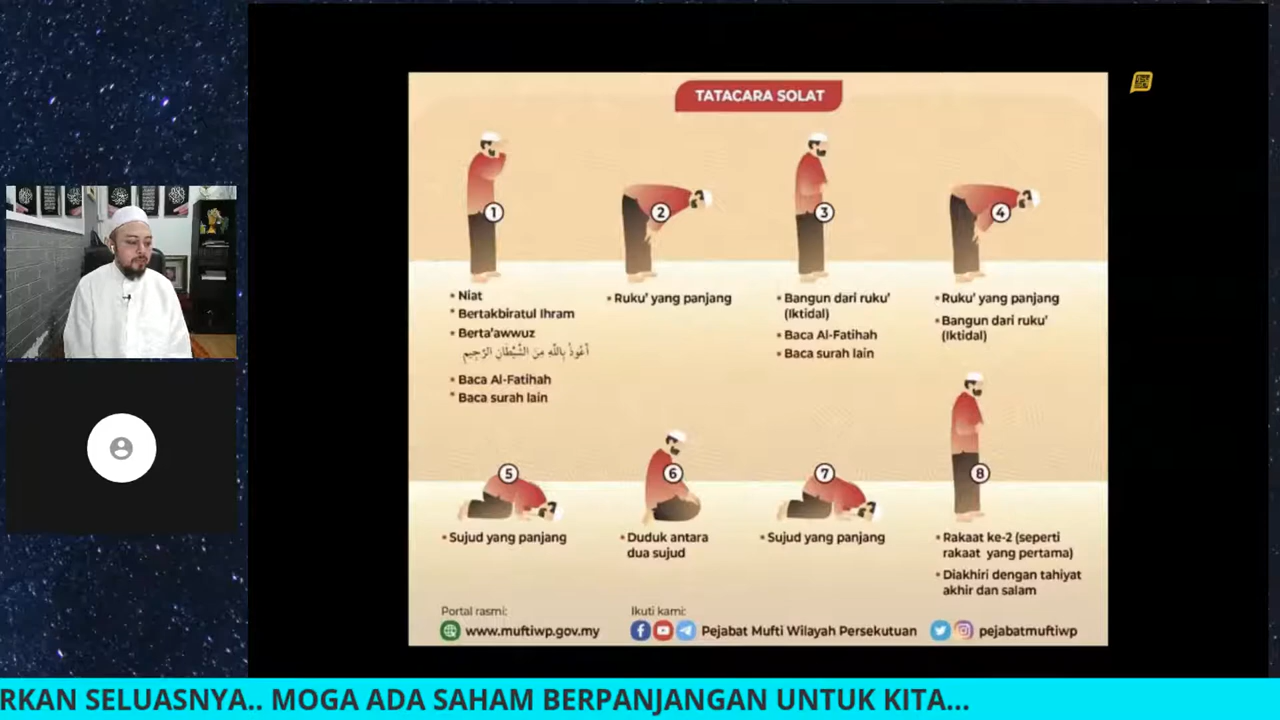 TATACARA SOLAT
1
2
3
4
• Niat
• Bertakbiratul Ihram
• Berta'awwuz
أَعُوذُ بِاللَّهِ مِنَ الشَّيْطَانِ الرَّجِيمِ
• Baca Al-Fatihah
• Baca surah lain
• Ruku' yang panjang
• Bangun dari ruku'
(Iktidal)
• Baca Al-Fatihah
• Baca surah lain
• Ruku' yang panjang
• Bangun dari ruku'
(Iktidal)
5
6
7
8
• Sujud yang panjang
• Duduk antara
dua sujud
• Sujud yang panjang
• Rakaat ke-2 (seperti
rakaat yang pertama)
• Diakhiri dengan tahiyat
akhir dan salam
Portal rasmi:
www.muftiwp.gov.my
Ikuti kami:
Pejabat Mufti Wilayah Persekutuan
pejabatmuftiwp
RKAN SELUASNYA.. MOGA ADA SAHAM BERPANJANGAN UNTUK KITA...